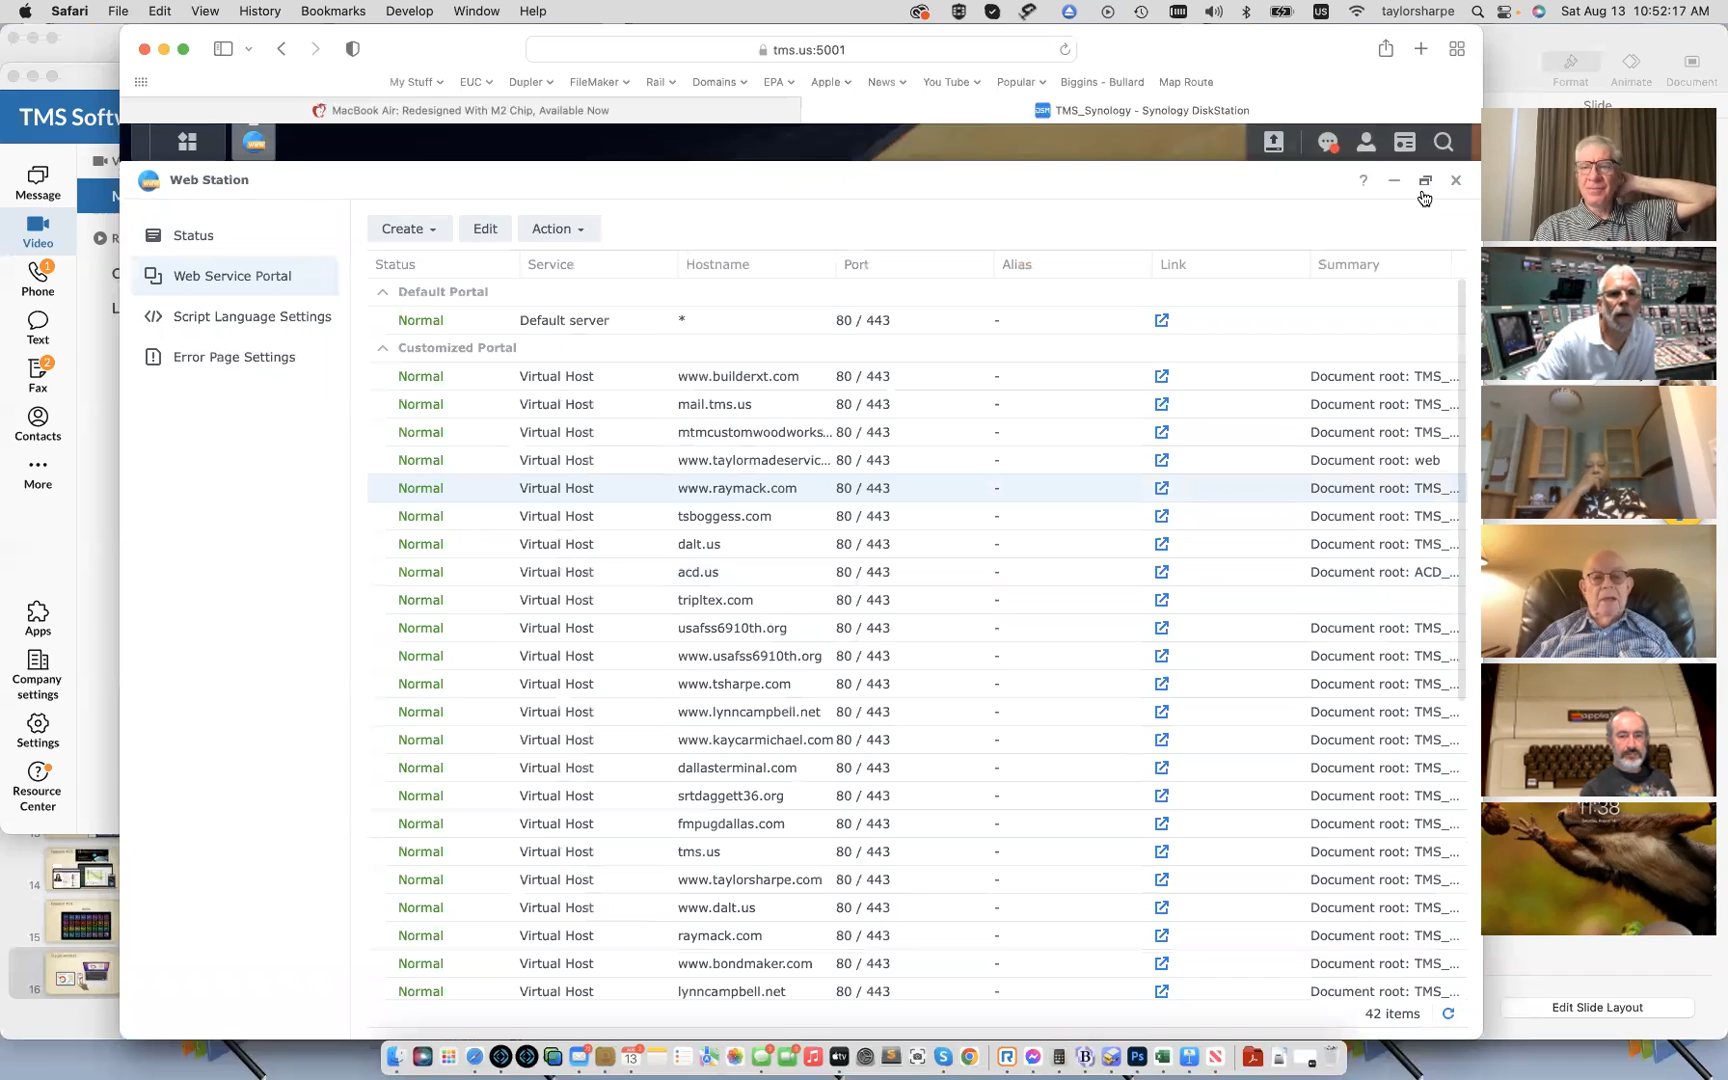 Safari File Edit View History Bookmarks Develop Window Help US taylorsharpe Sat Aug 13 10:52:17 AM
tms.us:5001
My Stuff EUC Dupler FileMaker Rail Domains EPA Apple News You Tube Popular Biggins - Bullard Map Route
MacBook Air: Redesigned With M2 Chip, Available Now
TMS_Synology - Synology DiskStation
Format Animate Document
Slide
TMS Softw
Message
Video
1
Phone
Text
2
Fax
Contacts
More
Apps
Company
settings
Settings
Resource
Center
14
15
16
Web Station
?
Status
Web Service Portal
Script Language Settings
Error Page Settings
Create Edit Action
Status Service Hostname Port Alias Link Summary
Default Portal
Normal Default server * 80 / 443 -
Customized Portal
Normal Virtual Host www.builderxt.com 80 / 443 - Document root: TMS_...
Normal Virtual Host mail.tms.us 80 / 443 - Document root: TMS_...
Normal Virtual Host mtmcustomwoodworks... 80 / 443 - Document root: TMS_...
Normal Virtual Host www.taylormadeservic... 80 / 443 - Document root: web
Normal Virtual Host www.raymack.com 80 / 443 - Document root: TMS_...
Normal Virtual Host tsboggess.com 80 / 443 - Document root: TMS_...
Normal Virtual Host dalt.us 80 / 443 - Document root: TMS_...
Normal Virtual Host acd.us 80 / 443 - Document root: ACD_...
Normal Virtual Host tripltex.com 80 / 443 -
Normal Virtual Host usafss6910th.org 80 / 443 - Document root: TMS_...
Normal Virtual Host www.usafss6910th.org 80 / 443 - Document root: TMS_...
Normal Virtual Host www.tsharpe.com 80 / 443 - Document root: TMS_...
Normal Virtual Host www.lynncampbell.net 80 / 443 - Document root: TMS_...
Normal Virtual Host www.kaycarmichael.com 80 / 443 - Document root: TMS_...
Normal Virtual Host dallasterminal.com 80 / 443 - Document root: TMS_...
Normal Virtual Host srtdaggett36.org 80 / 443 - Document root: TMS_...
Normal Virtual Host fmpugdallas.com 80 / 443 - Document root: TMS_...
Normal Virtual Host tms.us 80 / 443 - Document root: TMS_...
Normal Virtual Host www.taylorsharpe.com 80 / 443 - Document root: TMS_...
Normal Virtual Host www.dalt.us 80 / 443 - Document root: TMS_...
Normal Virtual Host raymack.com 80 / 443 - Document root: TMS_...
Normal Virtual Host www.bondmaker.com 80 / 443 - Document root: TMS_...
Normal Virtual Host lynncampbell.net 80 / 443 - Document root: TMS_...
42 items
11:38
Edit Slide Layout